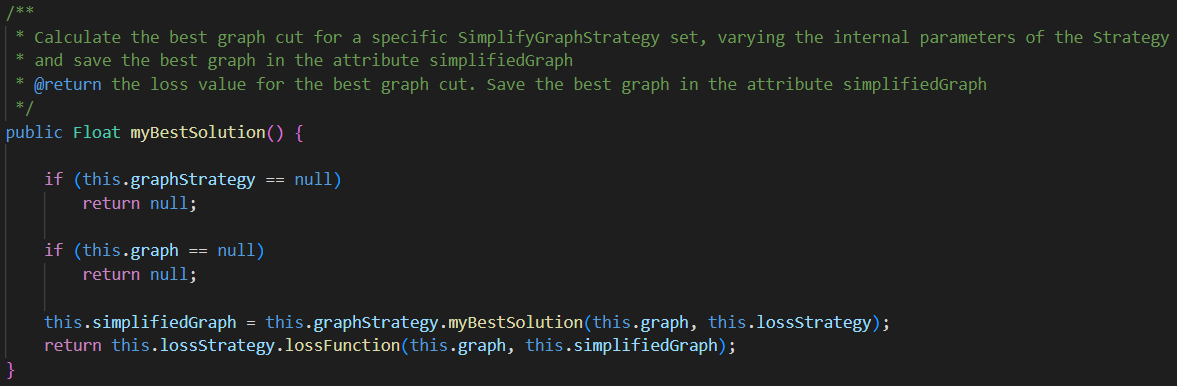 /**
* Calculate the best graph cut for a specific SimplifyGraphStrategy set, varying the internal parameters of the Strategy
* and save the best graph in the attribute simplifiedGraph
* @return the loss value for the best graph cut. Save the best graph in the attribute simplifiedGraph
*/
public Float myBestSolution() {
if (this.graphStrategy == null)
return null;
if (this.graph == null)
return null;
this.simplifiedGraph = this.graphStrategy.myBestSolution(this.graph, this.lossStrategy);
return this.lossStrategy.lossFunction(this.graph, this.simplifiedGraph);
}